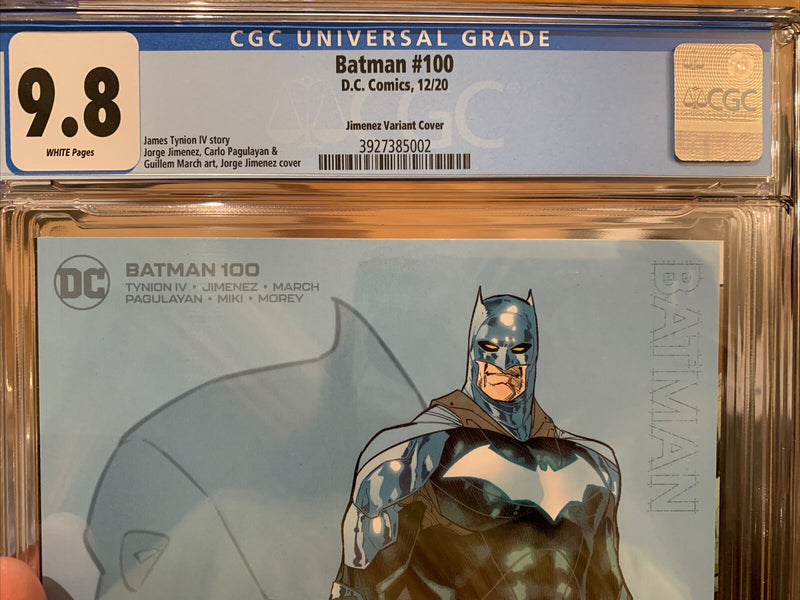 CGC UNIVERSAL GRADE
9.8
WHITE Pages
Batman #100
D.C. Comics, 12/20
Jimenez Variant Cover
3927385002
James Tynion IV story
Jorge Jimenez, Carlo Pagulayan &
Guillem March art, Jorge Jimenez cover
CGC
CGC
DC
BATMAN 100
TYNION IV • JIMENEZ • MARCH
PAGULAYAN • MIKI • MOREY
BATMAN